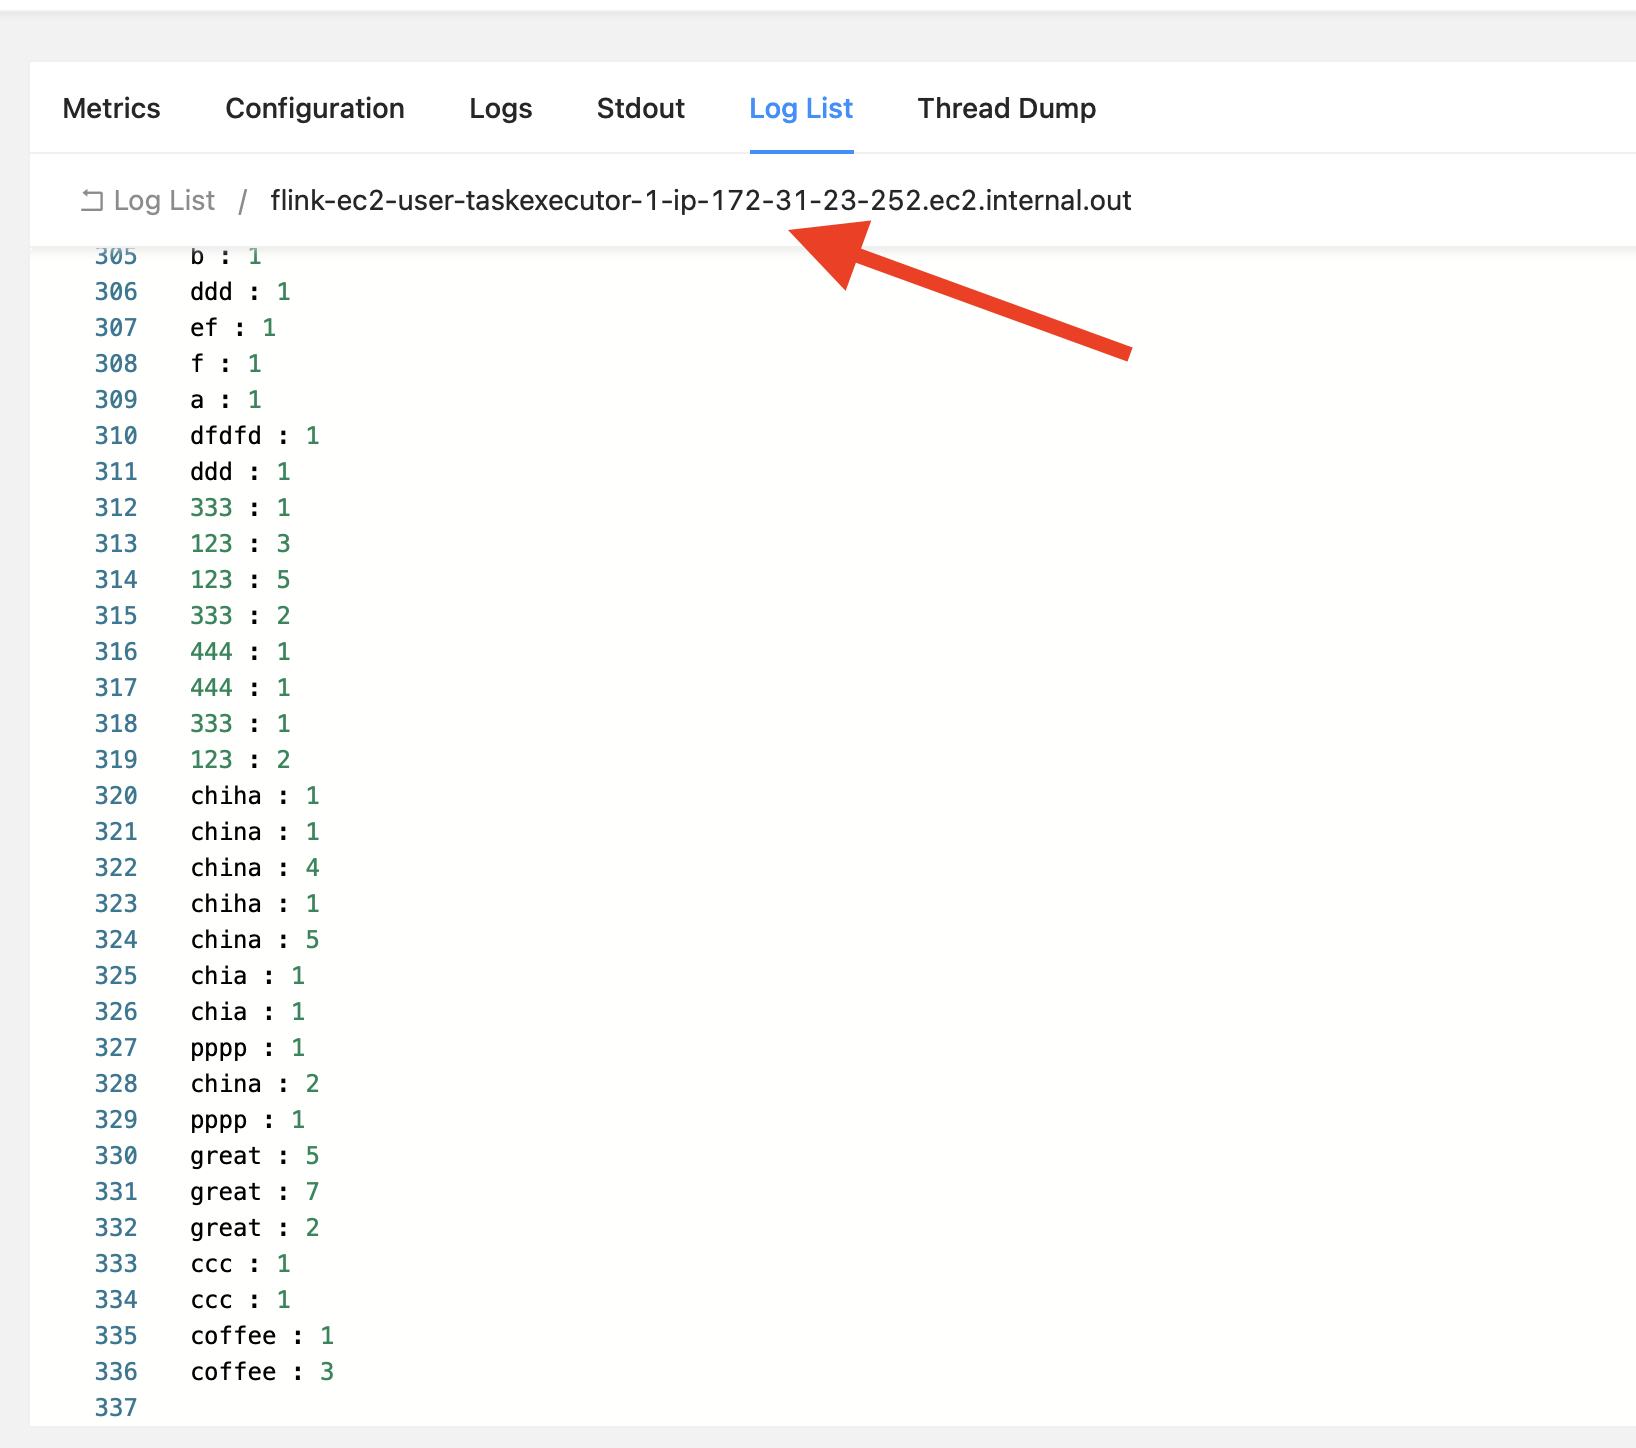 Metrics Configuration Logs Stdout Log List Thread Dump
Log List / flink-ec2-user-taskexecutor-1-ip-172-31-23-252.ec2.internal.out
305 b : 1
306 ddd : 1
307 ef : 1
308 f : 1
309 a : 1
310 dfdfd : 1
311 ddd : 1
312 333 : 1
313 123 : 3
314 123 : 5
315 333 : 2
316 444 : 1
317 444 : 1
318 333 : 1
319 123 : 2
320 chiha : 1
321 china : 1
322 china : 4
323 chiha : 1
324 china : 5
325 chia : 1
326 chia : 1
327 pppp : 1
328 china : 2
329 pppp : 1
330 great : 5
331 great : 7
332 great : 2
333 ccc : 1
334 ccc : 1
335 coffee : 1
336 coffee : 3
337